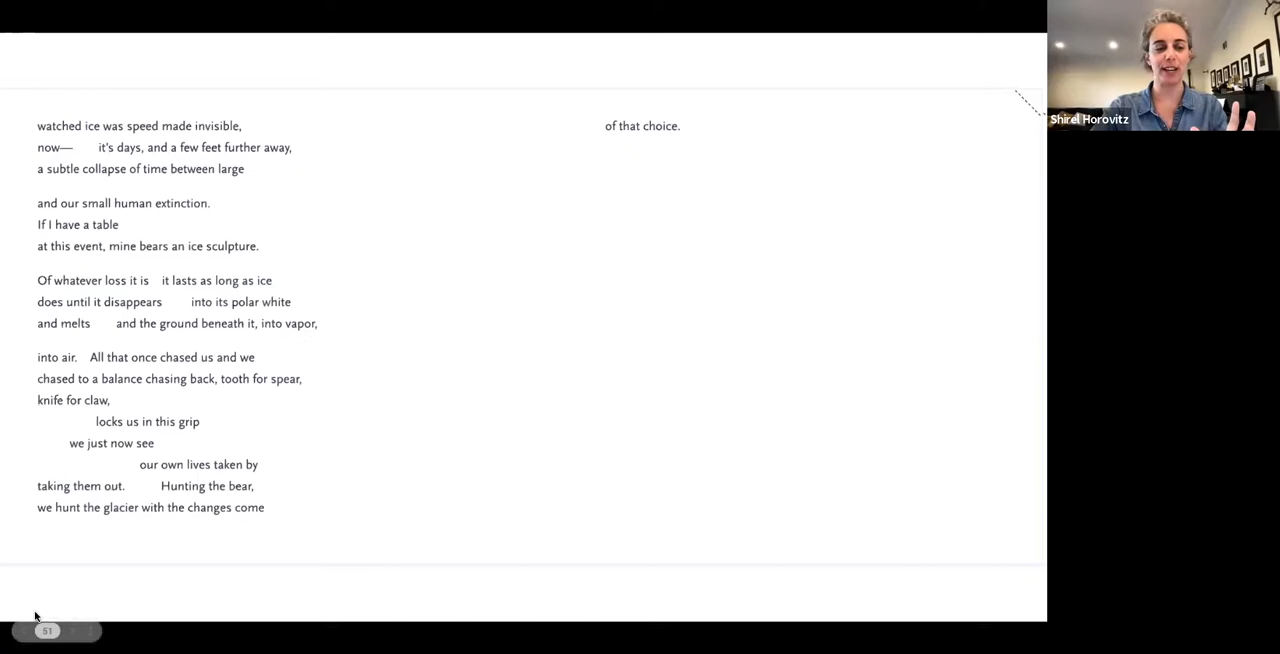 watched ice was speed made invisible,
now— it's days, and a few feet further away,
a subtle collapse of time between large
and our small human extinction.
If I have a table
at this event, mine bears an ice sculpture.
Of whatever loss it is it lasts as long as ice
does until it disappears into its polar white
and melts and the ground beneath it, into vapor,
into air. All that once chased us and we
chased to a balance chasing back, tooth for spear,
knife for claw,
locks us in this grip
we just now see
our own lives taken by
taking them out. Hunting the bear,
we hunt the glacier with the changes come
of that choice.
Shirel Horovitz
51